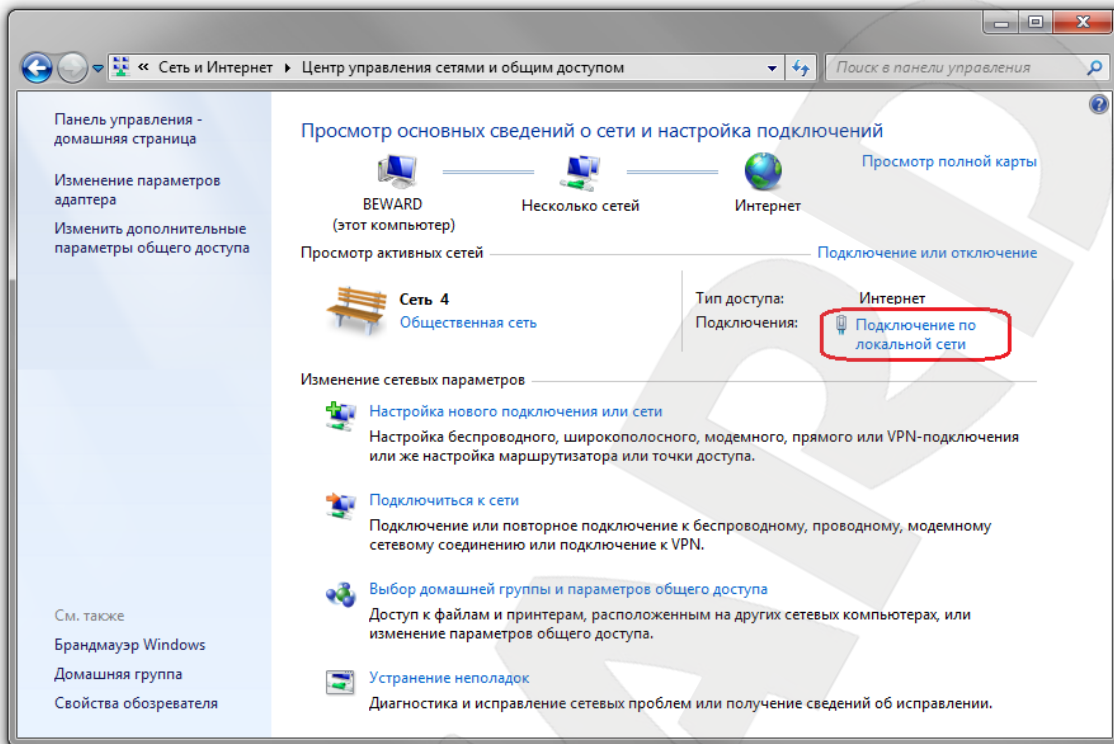 « Сеть и Интернет ▸ Центр управления сетями и общим доступом
Поиск в панели управления
Панель управления -
домашняя страница
Изменение параметров
адаптера
Изменить дополнительные
параметры общего доступа
См. также
Брандмауэр Windows
Домашняя группа
Свойства обозревателя
Просмотр основных сведений о сети и настройка подключений
Просмотр полной карты
BEWARD
(этот компьютер)
Несколько сетей
Интернет
Просмотр активных сетей
Подключение или отключение
Сеть 4
Общественная сеть
Тип доступа: Интернет
Подключения: Подключение по
локальной сети
Изменение сетевых параметров
Настройка нового подключения или сети
Настройка беспроводного, широкополосного, модемного, прямого или VPN-подключения
или же настройка маршрутизатора или точки доступа.
Подключиться к сети
Подключение или повторное подключение к беспроводному, проводному, модемному
сетевому соединению или подключение к VPN.
Выбор домашней группы и параметров общего доступа
Доступ к файлам и принтерам, расположенным на других сетевых компьютерах, или
изменение параметров общего доступа.
Устранение неполадок
Диагностика и исправление сетевых проблем или получение сведений об исправлении.